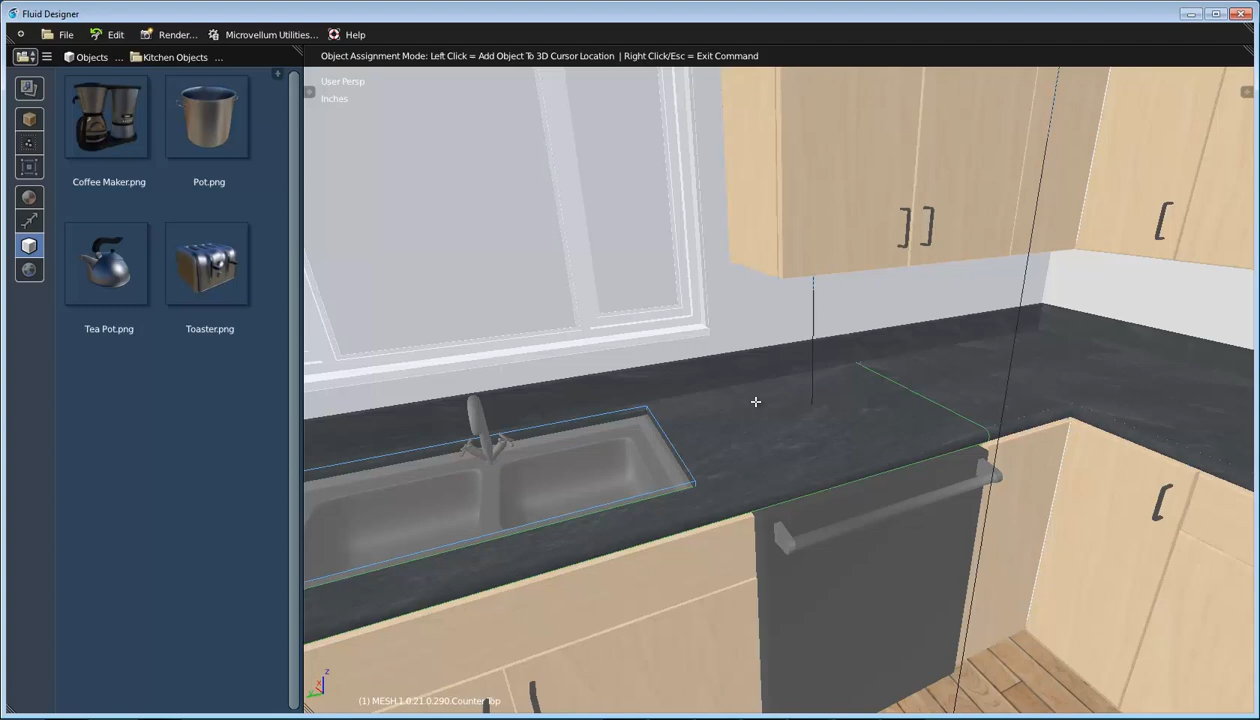 Fluid Designer
File Edit Render... Microvellum Utilities... Help
Objects ... Kitchen Objects ...
Object Assignment Mode: Left Click = Add Object To 3D Cursor Location | Right Click/Esc = Exit Command
User Persp
Inches
Coffee Maker.png Pot.png
Tea Pot.png Toaster.png
z
x
y
(1) MESH.1.0.21.0.290.Counter Top